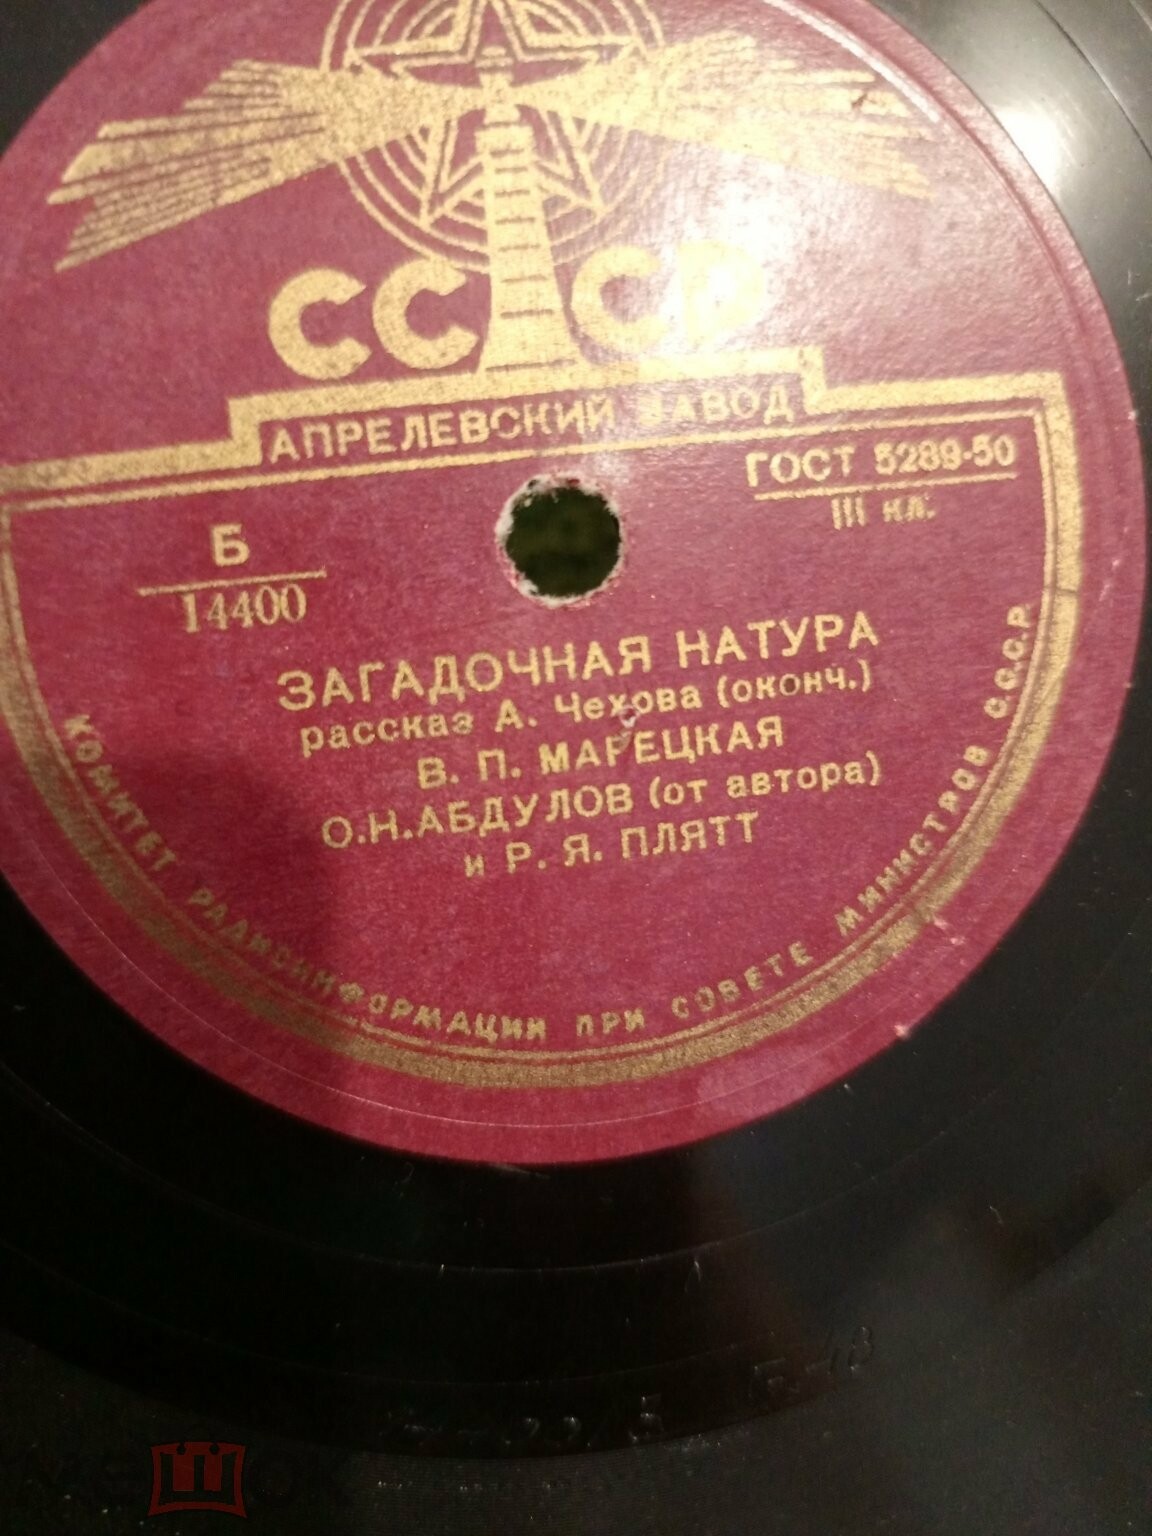 СССР
АПРЕЛЕВСКИЙ ЗАВОД
ГОСТ 5289-50
III кл.
Б
14400
ЗАГАДОЧНАЯ НАТУРА
рассказ А. Чехова (оконч.)
В. П. МАРЕЦКАЯ
О.Н.АБДУЛОВ (от автора)
и Р. Я. ПЛЯТТ
КОМИТЕТ РАДИОИНФОРМАЦИИ ПРИ СОВЕТЕ МИНИСТРОВ СССР